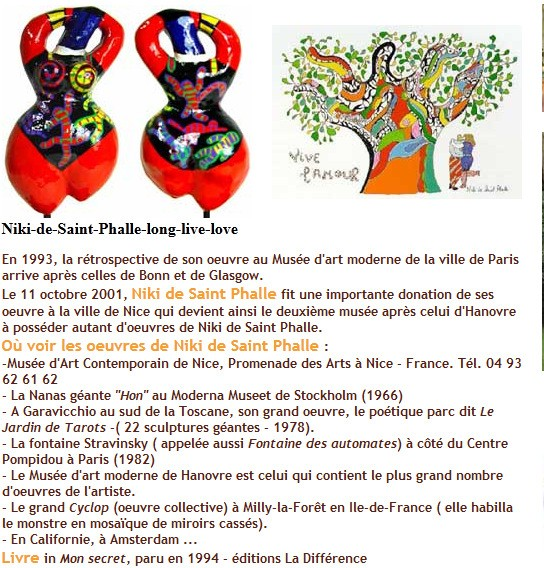 VIVE
L'AMOUR
Niki de Saint Phalle
Niki-de-Saint-Phalle-long-live-love
En 1993, la rétrospective de son oeuvre au Musée d'art moderne de la ville de Paris
arrive après celles de Bonn et de Glasgow.
Le 11 octobre 2001, Niki de Saint Phalle fit une importante donation de ses
oeuvre à la ville de Nice qui devient ainsi le deuxième musée après celui d'Hanovre
à posséder autant d'oeuvres de Niki de Saint Phalle.
Où voir les oeuvres de Niki de Saint Phalle :
-Musée d'Art Contemporain de Nice, Promenade des Arts à Nice - France. Tél. 04 93
62 61 62
- La Nanas géante "Hon" au Moderna Museet de Stockholm (1966)
- A Garavicchio au sud de la Toscane, son grand oeuvre, le poétique parc dit Le
Jardin de Tarots -( 22 sculptures géantes - 1978).
- La fontaine Stravinsky ( appelée aussi Fontaine des automates) à côté du Centre
Pompidou à Paris (1982)
- Le Musée d'art moderne de Hanovre est celui qui contient le plus grand nombre
d'oeuvres de l'artiste.
- Le grand Cyclop (oeuvre collective) à Milly-la-Forêt en Ile-de-France ( elle habilla
le monstre en mosaïque de miroirs cassés).
- En Californie, à Amsterdam ...
Livre in Mon secret, paru en 1994 - éditions La Différence